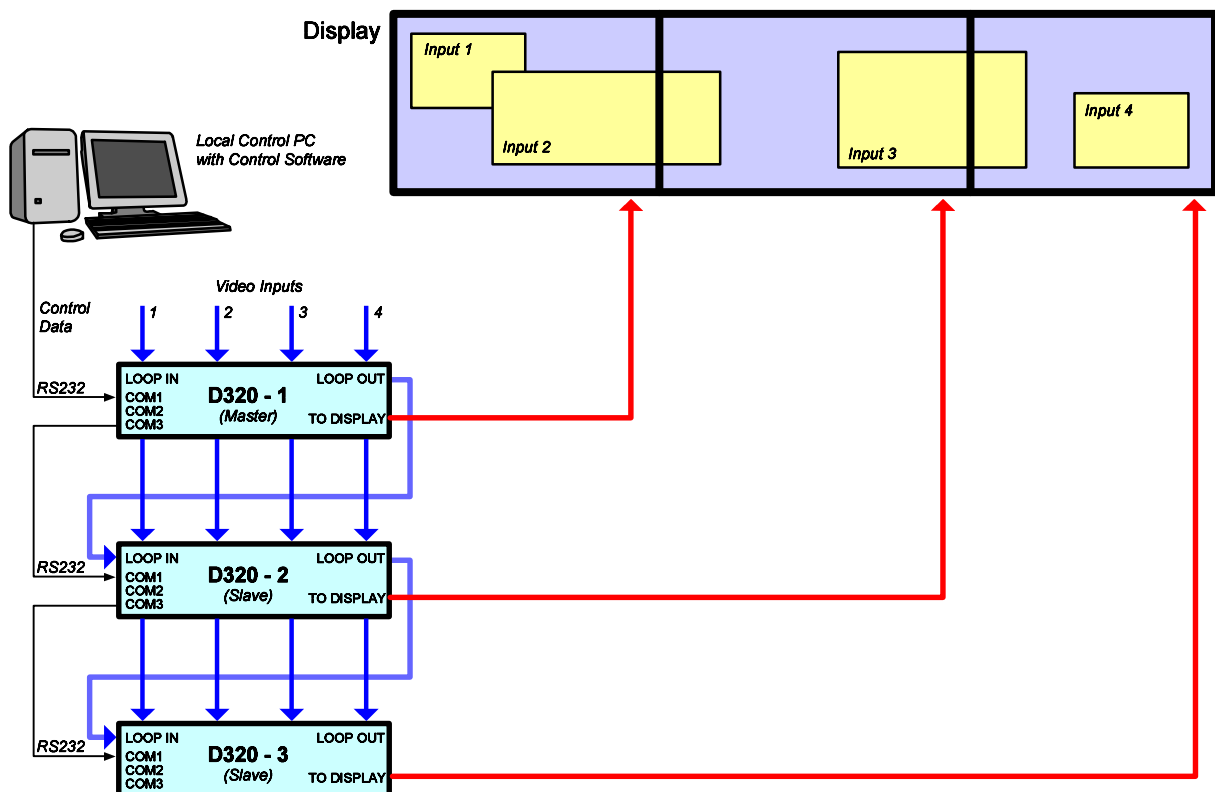 Display
Input 1
Input 2
Input 3
Input 4
Local Control PC
with Control Software
Video Inputs
1
2
3
4
Control
Data
RS232
LOOP IN
LOOP OUT
COM1
COM2
COM3
D320 - 1
(Master)
TO DISPLAY
RS232
LOOP IN
LOOP OUT
COM1
COM2
COM3
D320 - 2
(Slave)
TO DISPLAY
RS232
LOOP IN
LOOP OUT
COM1
COM2
COM3
D320 - 3
(Slave)
TO DISPLAY